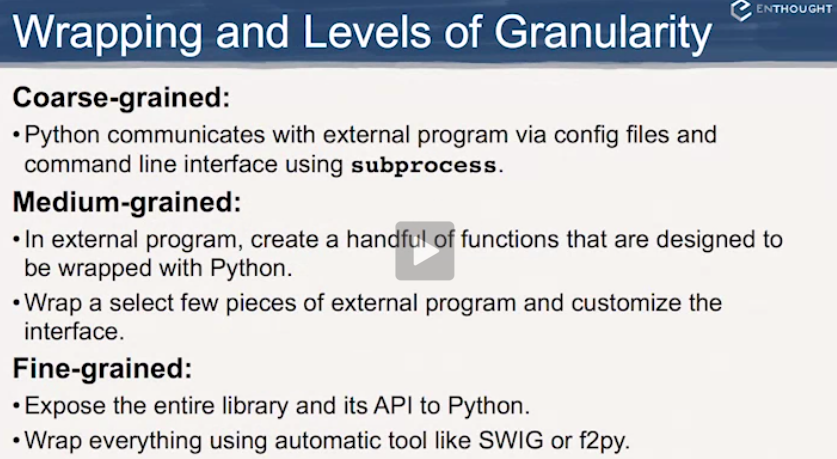 Wrapping and Levels of Granularity
ENTHOUGHT
Coarse-grained:
•Python communicates with external program via config files and
command line interface using subprocess.
Medium-grained:
•In external program, create a handful of functions that are designed to
be wrapped with Python.
•Wrap a select few pieces of external program and customize the
interface.
Fine-grained:
•Expose the entire library and its API to Python.
•Wrap everything using automatic tool like SWIG or f2py.